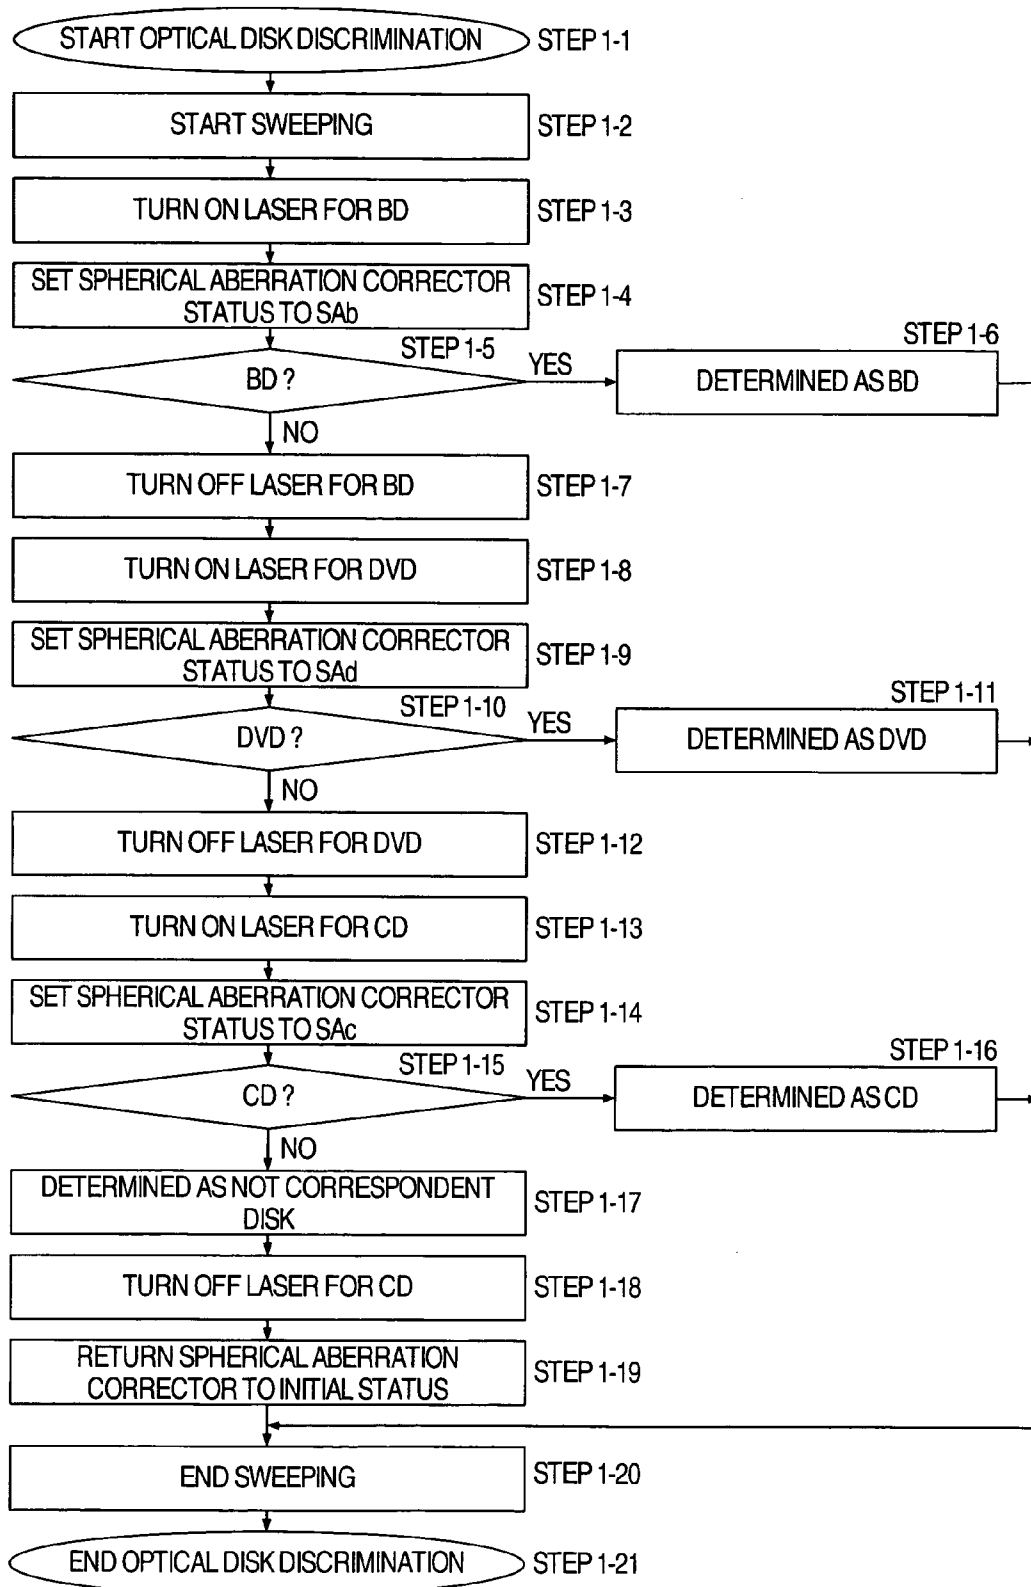 START OPTICAL DISK DISCRIMINATION STEP 1-1
START SWEEPING STEP 1-2
TURN ON LASER FOR BD STEP 1-3
SET SPHERICAL ABERRATION CORRECTOR
STATUS TO SAb STEP 1-4
STEP 1-5
BD ?
YES
STEP 1-6
DETERMINED AS BD
NO
TURN OFF LASER FOR BD STEP 1-7
TURN ON LASER FOR DVD STEP 1-8
SET SPHERICAL ABERRATION CORRECTOR
STATUS TO SAd STEP 1-9
STEP 1-10
DVD ?
YES
STEP 1-11
DETERMINED AS DVD
NO
TURN OFF LASER FOR DVD STEP 1-12
TURN ON LASER FOR CD STEP 1-13
SET SPHERICAL ABERRATION CORRECTOR
STATUS TO SAc STEP 1-14
STEP 1-15
CD ?
YES
STEP 1-16
DETERMINED AS CD
NO
DETERMINED AS NOT CORRESPONDENT
DISK STEP 1-17
TURN OFF LASER FOR CD STEP 1-18
RETURN SPHERICAL ABERRATION
CORRECTOR TO INITIAL STATUS STEP 1-19
END SWEEPING STEP 1-20
END OPTICAL DISK DISCRIMINATION STEP 1-21